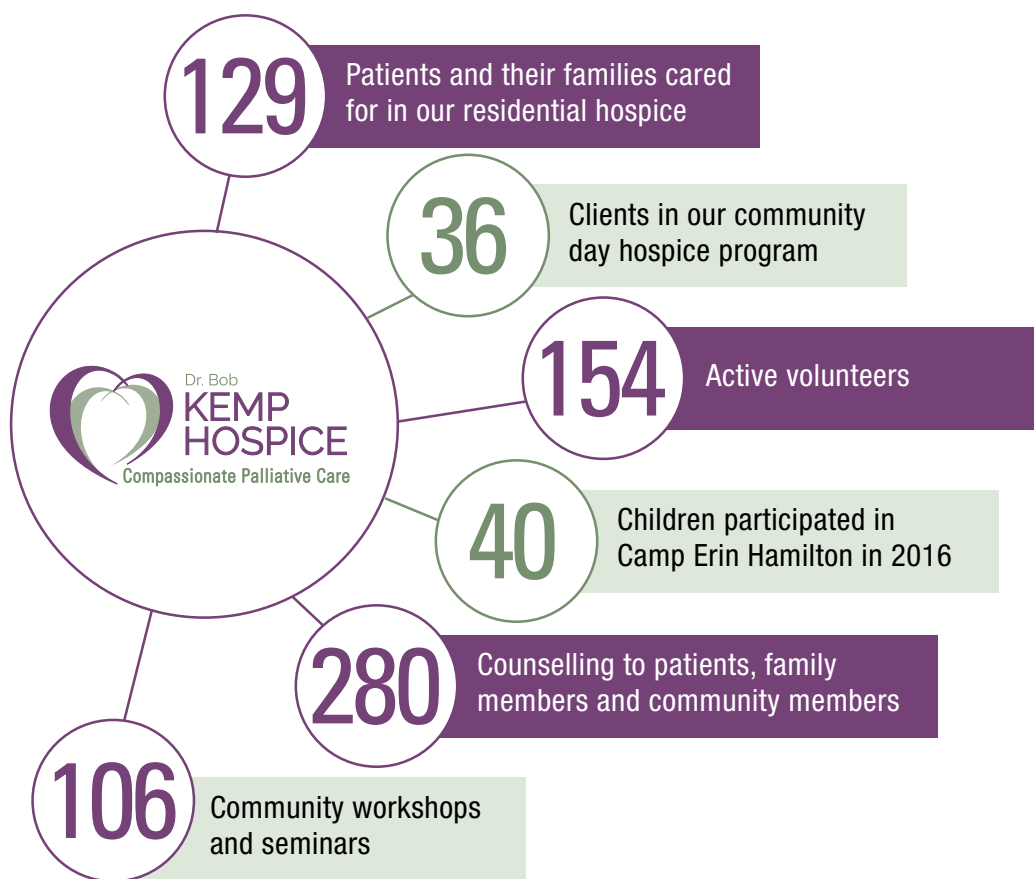 129
Patients and their families cared
for in our residential hospice
36
Clients in our community
day hospice program
154
Active volunteers
Dr. Bob
KEMP
HOSPICE
Compassionate Palliative Care
40
Children participated in
Camp Erin Hamilton in 2016
280
Counselling to patients, family
members and community members
106
Community workshops
and seminars